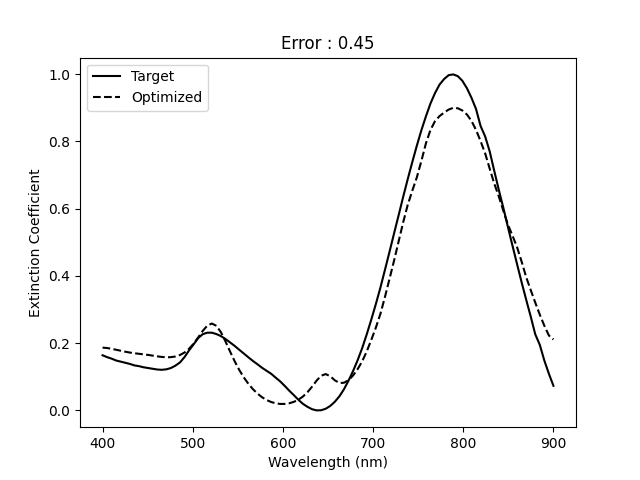 Error : 0.45
Target
Optimized
1.0
0.8
0.6
0.4
0.2
0.0
Extinction Coefficient
400 500 600 700 800 900
Wavelength (nm)